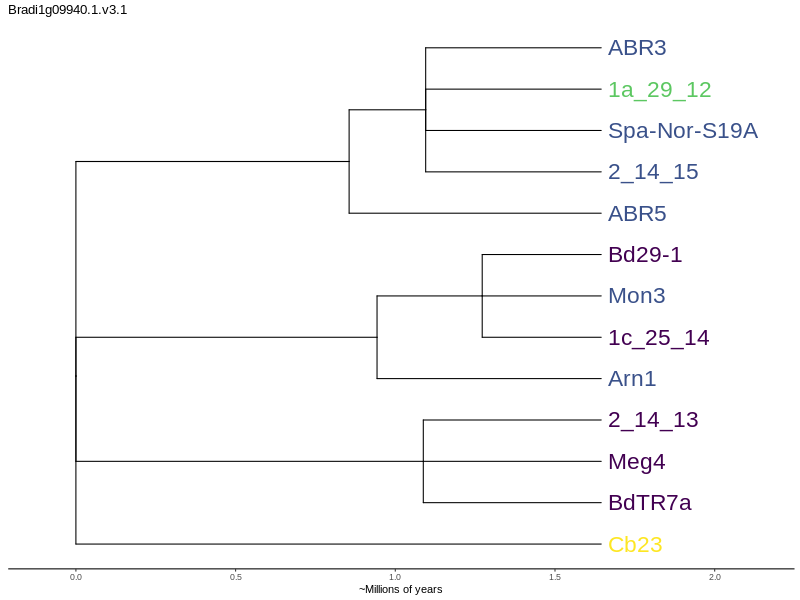 Bradi1g09940.1.v3.1
ABR3
1a_29_12
Spa-Nor-S19A
2_14_15
ABR5
Bd29-1
Mon3
1c_25_14
Arn1
2_14_13
Meg4
BdTR7a
Cb23
0.0 0.5 1.0 1.5 2.0
~Millions of years